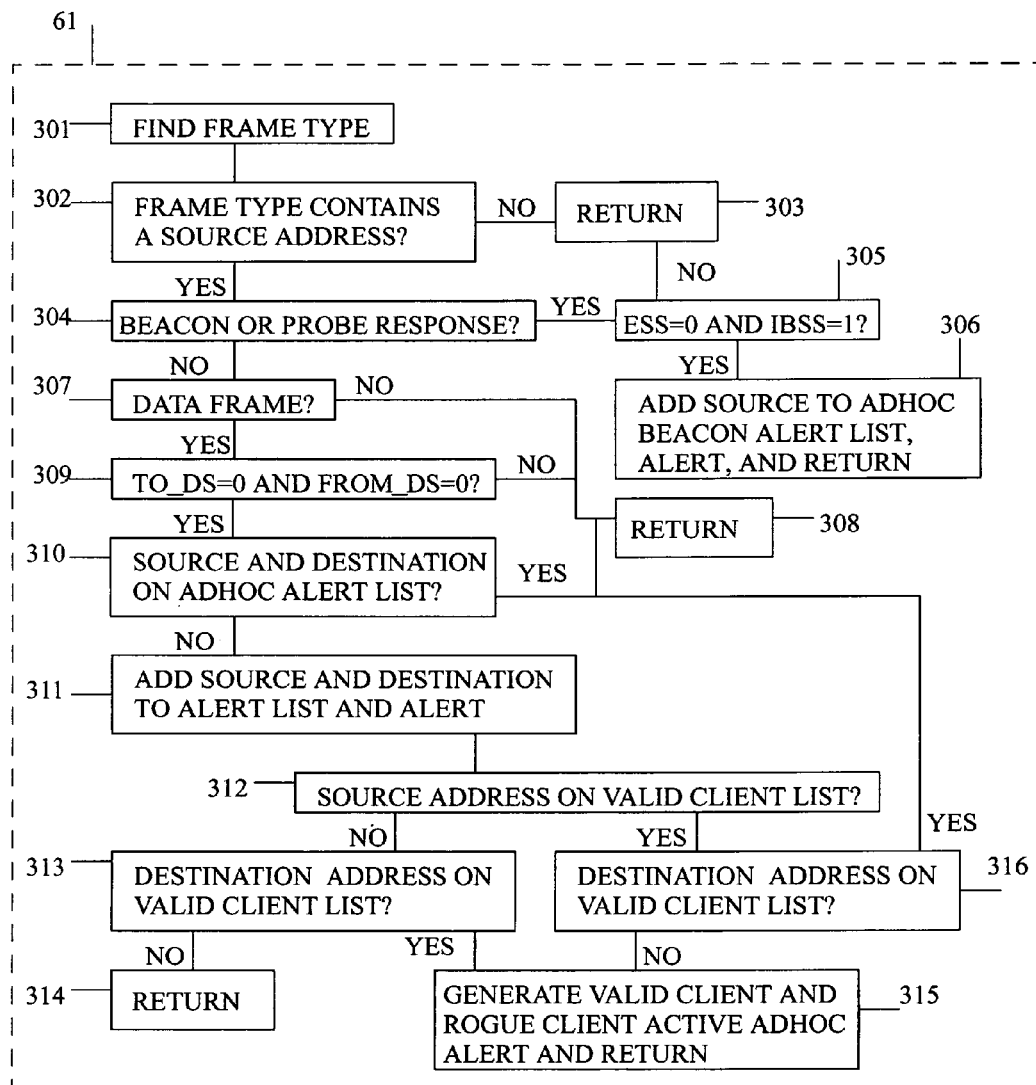 61
301
FIND FRAME TYPE
302
FRAME TYPE CONTAINS
A SOURCE ADDRESS?
NO
RETURN
303
YES
NO
305
304
BEACON OR PROBE RESPONSE?
YES
ESS=0 AND IBSS=1?
306
NO
YES
307
DATA FRAME?
NO
ADD SOURCE TO ADHOC
BEACON ALERT LIST,
ALERT, AND RETURN
YES
309
TO_DS=0 AND FROM_DS=0?
NO
YES
RETURN
308
310
SOURCE AND DESTINATION
ON ADHOC ALERT LIST?
YES
NO
311
ADD SOURCE AND DESTINATION
TO ALERT LIST AND ALERT
312
SOURCE ADDRESS ON VALID CLIENT LIST?
NO
YES
YES
313
DESTINATION ADDRESS ON
VALID CLIENT LIST?
DESTINATION ADDRESS ON
VALID CLIENT LIST?
316
NO
YES
NO
314
RETURN
GENERATE VALID CLIENT AND
ROGUE CLIENT ACTIVE ADHOC
ALERT AND RETURN
315